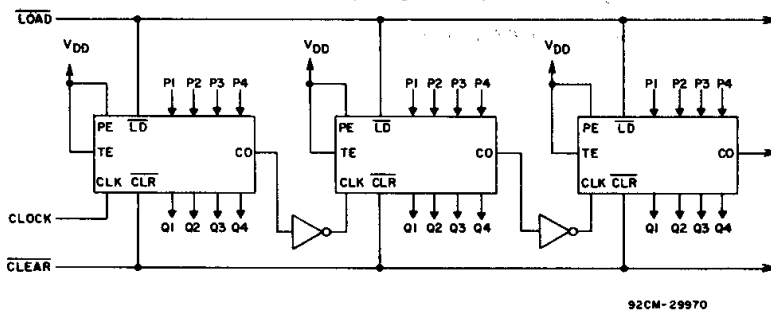 LOAD
VDD VDD VDD
P1 P2 P3 P4 P1 P2 P3 P4 P1 P2 P3 P4
PE LD PE LD PE LD
TE CO TE CO TE CO
CLK CLR CLK CLR CLK CLR
CLOCK Q1 Q2 Q3 Q4 Q1 Q2 Q3 Q4 Q1 Q2 Q3 Q4
CLEAR
92CM-29970